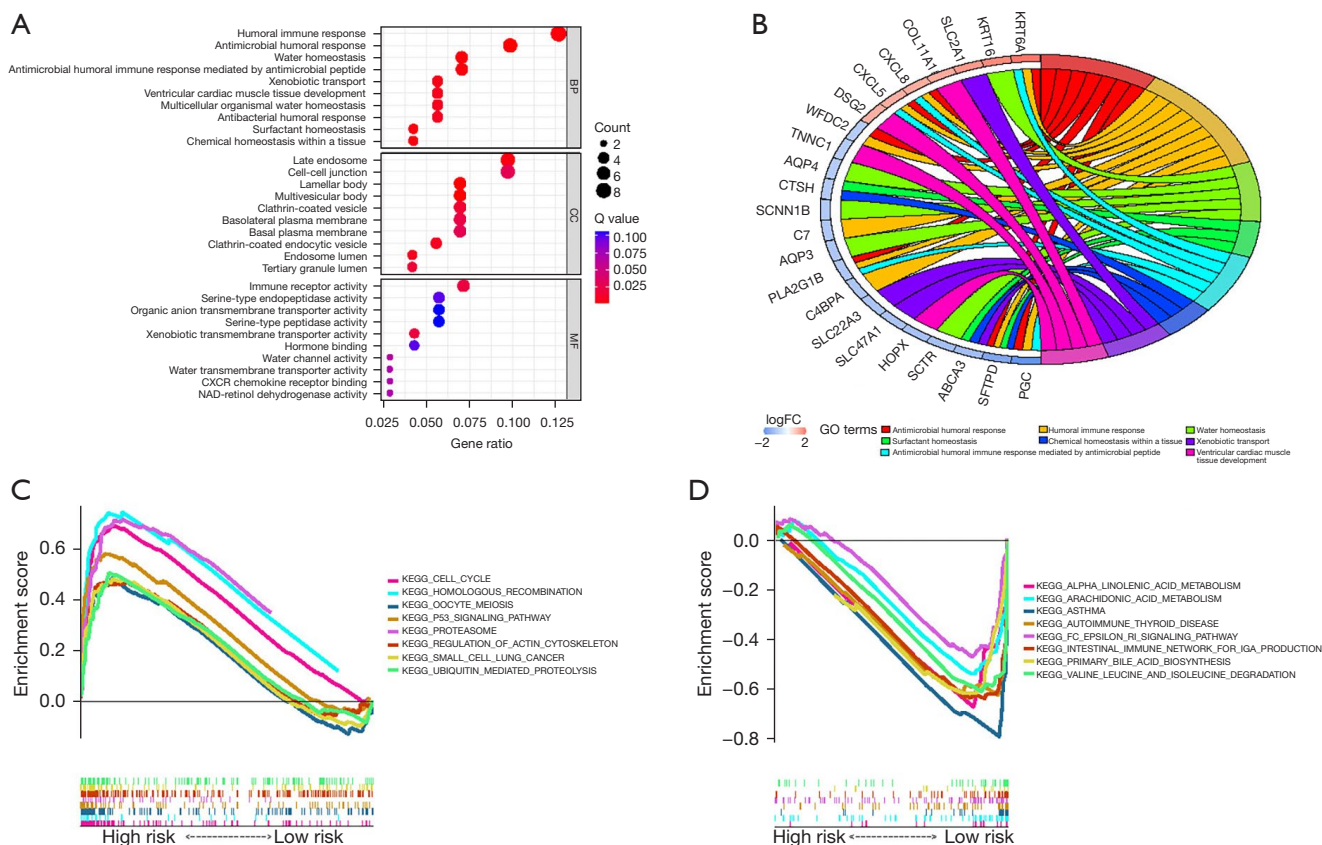 A
Humoral immune response
Antimicrobial humoral response
Water homeostasis
Antimicrobial humoral immune response mediated by antimicrobial peptide
Xenobiotic transport
Ventricular cardiac muscle tissue development
Multicellular organismal water homeostasis
Antibacterial humoral response
Surfactant homeostasis
Chemical homeostasis within a tissue
BP
Late endosome
Cell-cell junction
Lamellar body
Multivesicular body
Clathrin-coated vesicle
Basolateral plasma membrane
Basal plasma membrane
Clathrin-coated endocytic vesicle
Endosome lumen
Tertiary granule lumen
CC
Immune receptor activity
Serine-type endopeptidase activity
Organic anion transmembrane transporter activity
Serine-type peptidase activity
Xenobiotic transmembrane transporter activity
Hormone binding
Water channel activity
Water transmembrane transporter activity
CXCR chemokine receptor binding
NAD-retinol dehydrogenase activity
MF
0.025 0.050 0.075 0.100 0.125
Gene ratio
Count
2
4
6
8
Q value
0.100
0.075
0.050
0.025
B
KRT6A
KRT16
SLC2A1
COL11A1
CXCL8
CXCL5
DSG2
WFDC2
TNNC1
AQP4
CTSH
SCNN1B
C7
AQP3
PLA2G1B
C4BPA
SLC22A3
SLC47A1
HOPX
SCTR
ABCA3
SFTPD
PGC
logFC
−2 2
GO terms
Antimicrobial humoral response
Humoral immune response
Water homeostasis
Surfactant homeostasis
Chemical homeostasis within a tissue
Xenobiotic transport
Antimicrobial humoral immune response mediated by antimicrobial peptide
Ventricular cardiac muscle
tissue development
C
Enrichment score
0.6
0.4
0.2
0.0
KEGG_CELL_CYCLE
KEGG_HOMOLOGOUS_RECOMBINATION
KEGG_OOCYTE_MEIOSIS
KEGG_P53_SIGNALING_PATHWAY
KEGG_PROTEASOME
KEGG_REGULATION_OF_ACTIN_CYTOSKELETON
KEGG_SMALL_CELL_LUNG_CANCER
KEGG_UBIQUITIN_MEDIATED_PROTEOLYSIS
High risk Low risk
D
Enrichment score
0.0
−0.2
−0.4
−0.6
−0.8
KEGG_ALPHA_LINOLENIC_ACID_METABOLISM
KEGG_ARACHIDONIC_ACID_METABOLISM
KEGG_ASTHMA
KEGG_AUTOIMMUNE_THYROID_DISEASE
KEGG_FC_EPSILON_RI_SIGNALING_PATHWAY
KEGG_INTESTINAL_IMMUNE_NETWORK_FOR_IGA_PRODUCTION
KEGG_PRIMARY_BILE_ACID_BIOSYNTHESIS
KEGG_VALINE_LEUCINE_AND_ISOLEUCINE_DEGRADATION
High risk Low risk